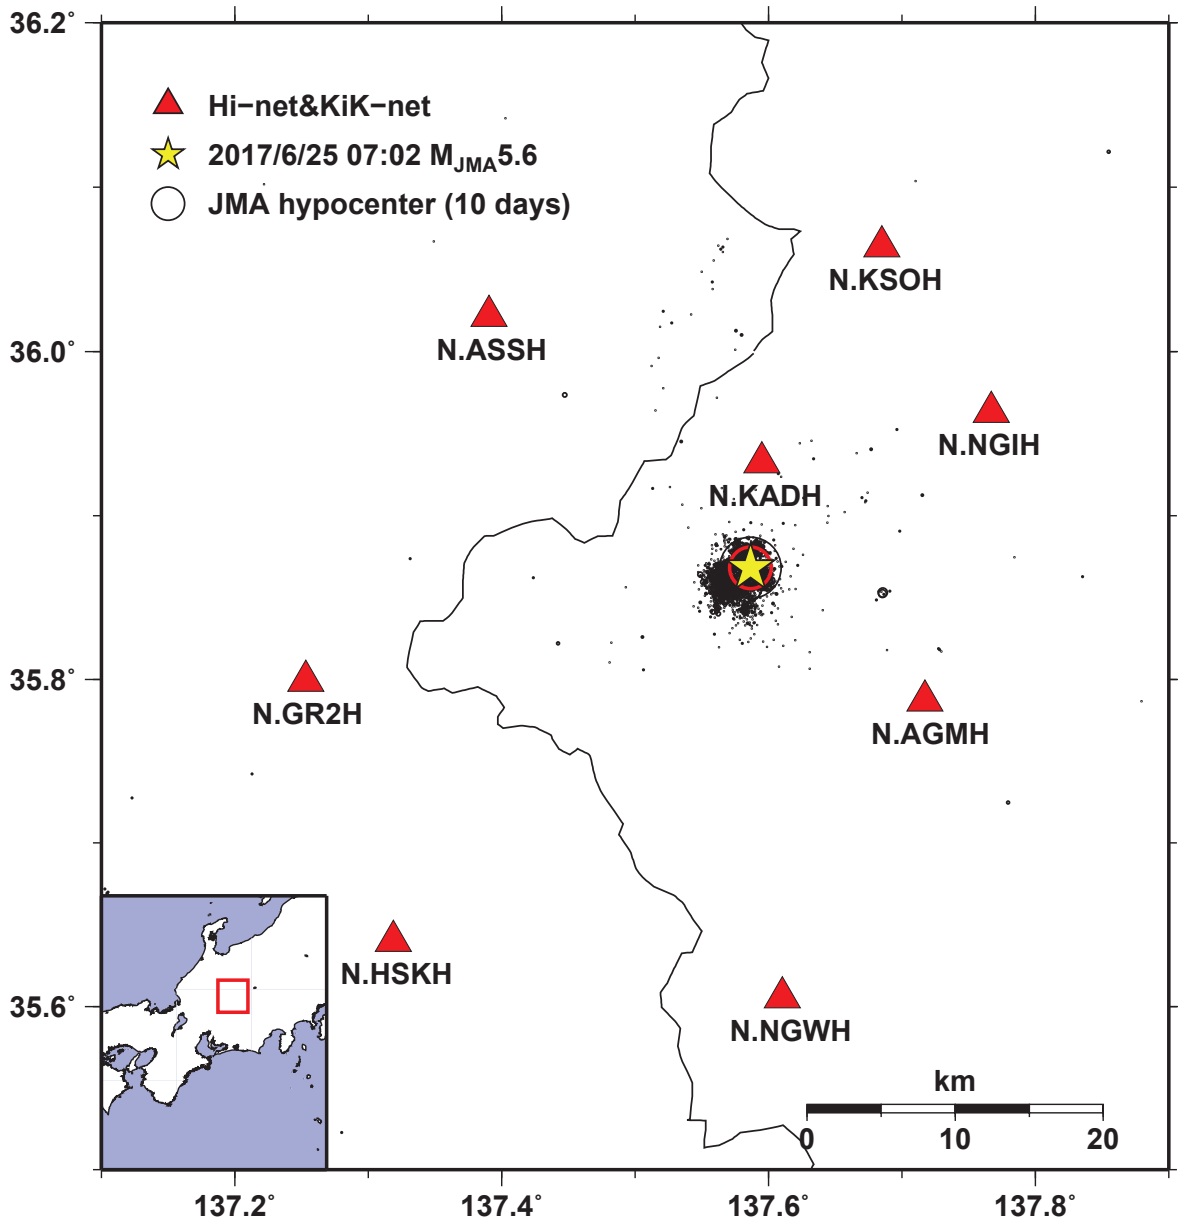 36.2°
Hi−net&KiK−net
2017/6/25 07:02 MJMA5.6
JMA hypocenter (10 days)
N.KSOH
N.ASSH
36.0°
N.NGIH
N.KADH
35.8°
N.GR2H
N.AGMH
N.HSKH
35.6°
N.NGWH
km
0 10 20
137.2° 137.4° 137.6° 137.8°